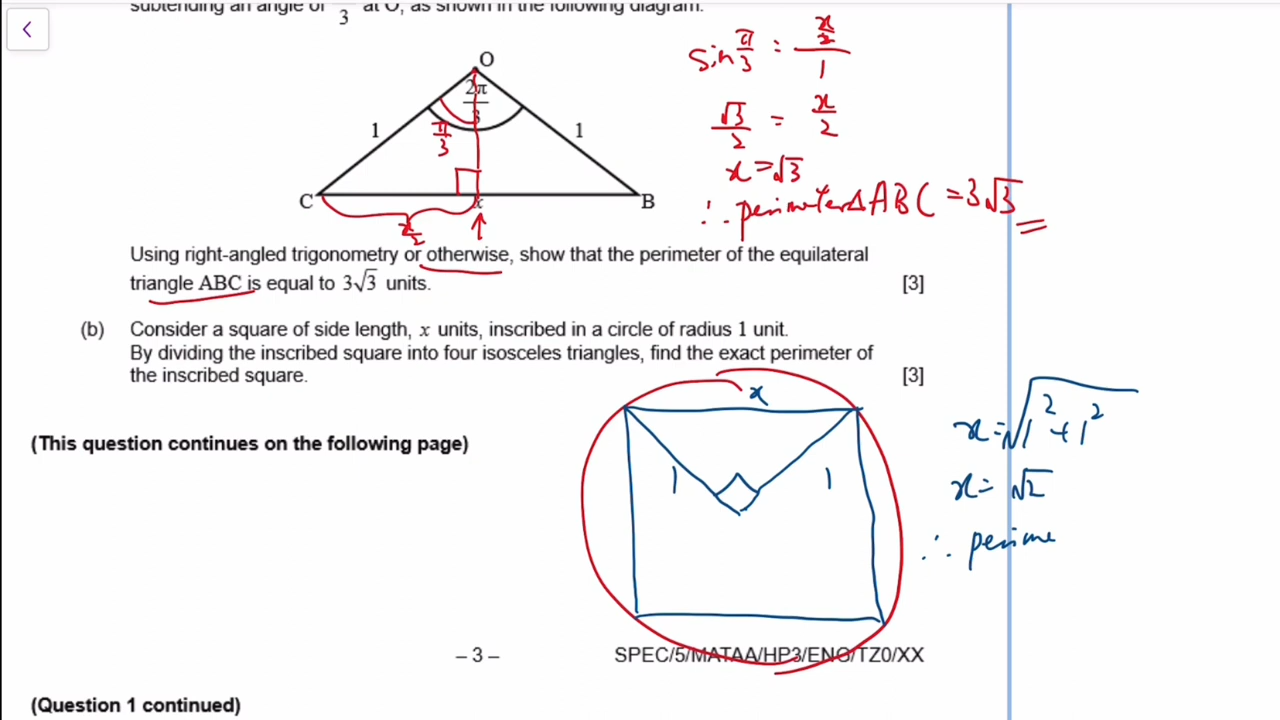 subtending an angle of 3 at O, as shown in the following diagram.
O
2π
3
π
3
1
1
C
x
B
x
2
sin π/3 = x/2 / 1
√3/2 = x/2
x = √3
∴ perimeter Δ ABC = 3√3
Using right-angled trigonometry or otherwise, show that the perimeter of the equilateral
triangle ABC is equal to 3√3 units. [3]
(b) Consider a square of side length, x units, inscribed in a circle of radius 1 unit.
By dividing the inscribed square into four isosceles triangles, find the exact perimeter of
the inscribed square. [3]
x
1
1
x = √1² + 1²
x = √2
∴ perime
(This question continues on the following page)
– 3 –
SPEC/5/MATAA/HP3/ENG/TZ0/XX
(Question 1 continued)